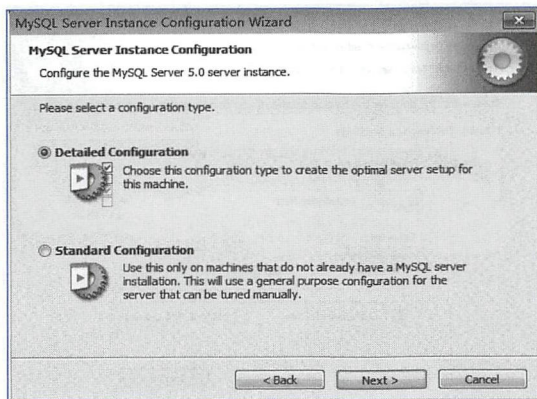 MySQL Server Instance Configuration Wizard
MySQL Server Instance Configuration
Configure the MySQL Server 5.0 server instance.
Please select a configuration type.
Detailed Configuration
Choose this configuration type to create the optimal server setup for
this machine.
Standard Configuration
Use this only on machines that do not already have a MySQL server
installation. This will use a general purpose configuration for the
server that can be tuned manually.
< Back
Next >
Cancel